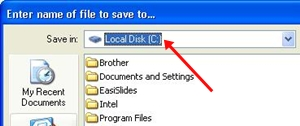 Enter name of file to save to...
Save in:
Local Disk (C:)
My Recent
Documents
Brother
Documents and Settings
EasiSlides
Intel
Program Files